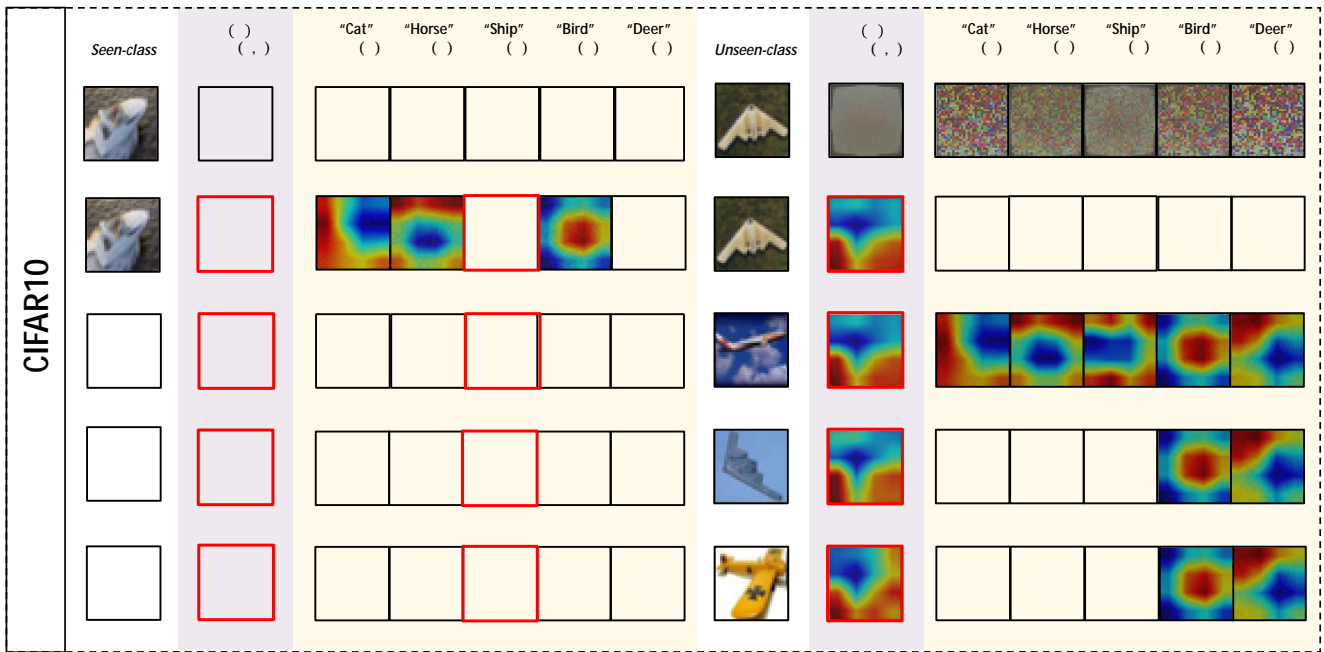 CIFAR10
Seen-class
( )
( , )
“Cat” “Horse” “Ship” “Bird” “Deer”
( ) ( ) ( ) ( ) ( )
Unseen-class
( )
( , )
“Cat” “Horse” “Ship” “Bird” “Deer”
( ) ( ) ( ) ( ) ( )